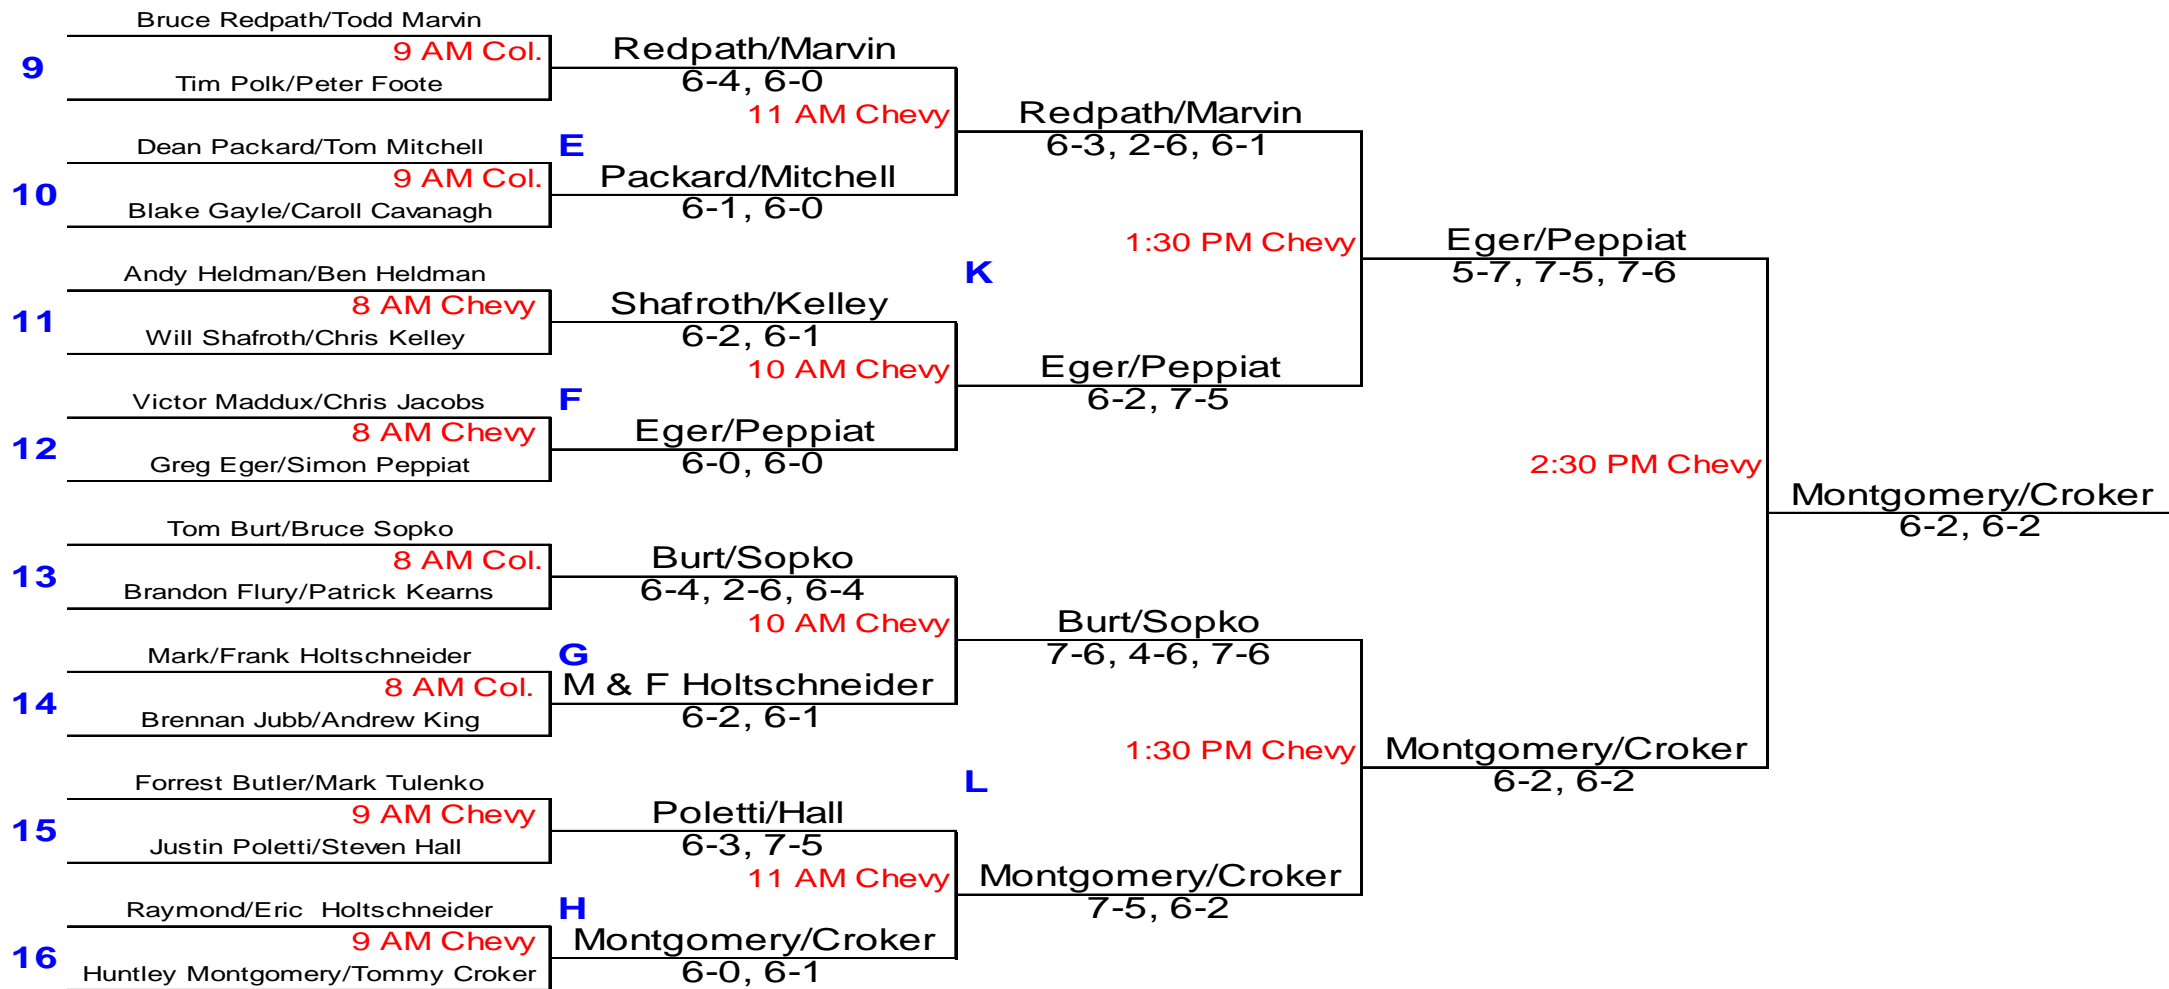 Bruce Redpath/Todd Marvin
9 AM Col.
9
Tim Polk/Peter Foote
Redpath/Marvin
6-4, 6-0
11 AM Chevy
E
Dean Packard/Tom Mitchell
9 AM Col.
10
Blake Gayle/Caroll Cavanagh
Packard/Mitchell
6-1, 6-0
Redpath/Marvin
6-3, 2-6, 6-1
1:30 PM Chevy
K
Andy Heldman/Ben Heldman
8 AM Chevy
11
Will Shafroth/Chris Kelley
Shafroth/Kelley
6-2, 6-1
10 AM Chevy
F
Victor Maddux/Chris Jacobs
8 AM Chevy
12
Greg Eger/Simon Peppiat
Eger/Peppiat
6-0, 6-0
Eger/Peppiat
6-2, 7-5
Eger/Peppiat
5-7, 7-5, 7-6
2:30 PM Chevy
Montgomery/Croker
6-2, 6-2
Tom Burt/Bruce Sopko
8 AM Col.
13
Brandon Flury/Patrick Kearns
Burt/Sopko
6-4, 2-6, 6-4
10 AM Chevy
G
Mark/Frank Holtschneider
8 AM Col.
14
Brennan Jubb/Andrew King
M & F Holtschneider
6-2, 6-1
Burt/Sopko
7-6, 4-6, 7-6
1:30 PM Chevy
L
Montgomery/Croker
6-2, 6-2
Forrest Butler/Mark Tulenko
9 AM Chevy
15
Justin Poletti/Steven Hall
Poletti/Hall
6-3, 7-5
11 AM Chevy
H
Raymond/Eric  Holtschneider
9 AM Chevy
16
Huntley Montgomery/Tommy Croker
Montgomery/Croker
6-0, 6-1
Montgomery/Croker
7-5, 6-2